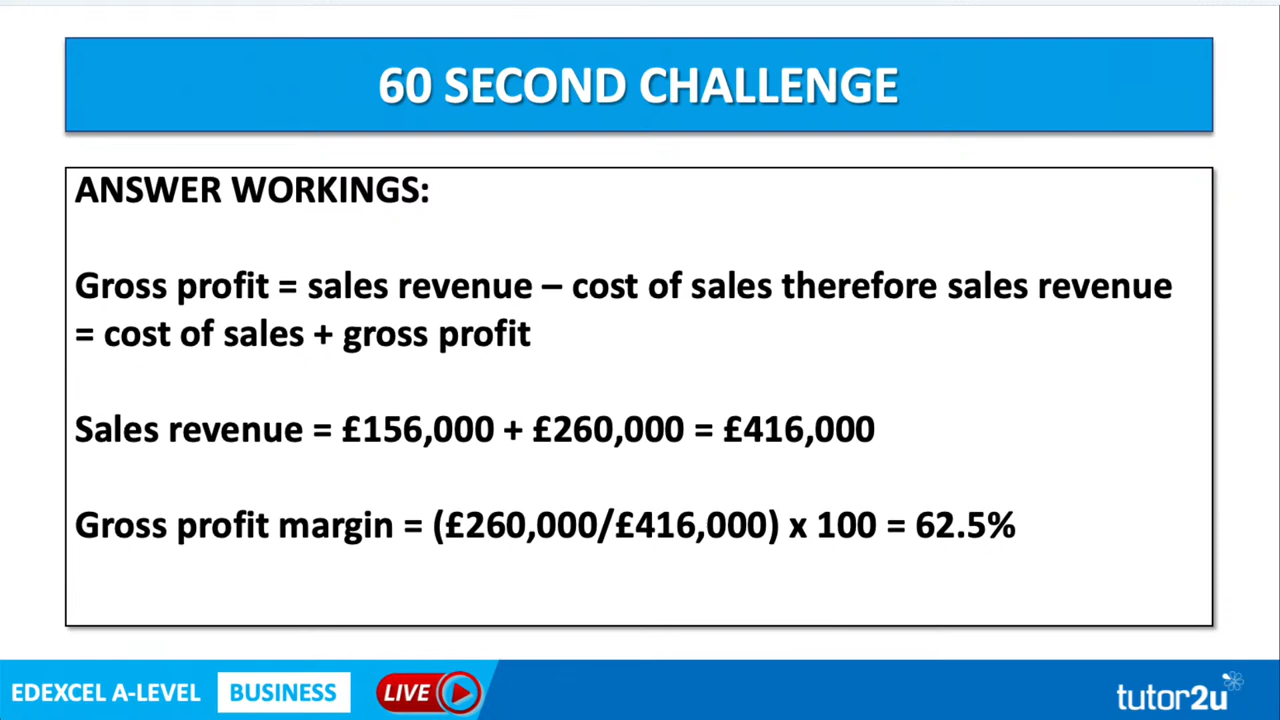 60 SECOND CHALLENGE
ANSWER WORKINGS:
Gross profit = sales revenue – cost of sales therefore sales revenue
= cost of sales + gross profit
Sales revenue = £156,000 + £260,000 = £416,000
Gross profit margin = (£260,000/£416,000) x 100 = 62.5%
EDEXCEL A-LEVEL BUSINESS LIVE tutor2u